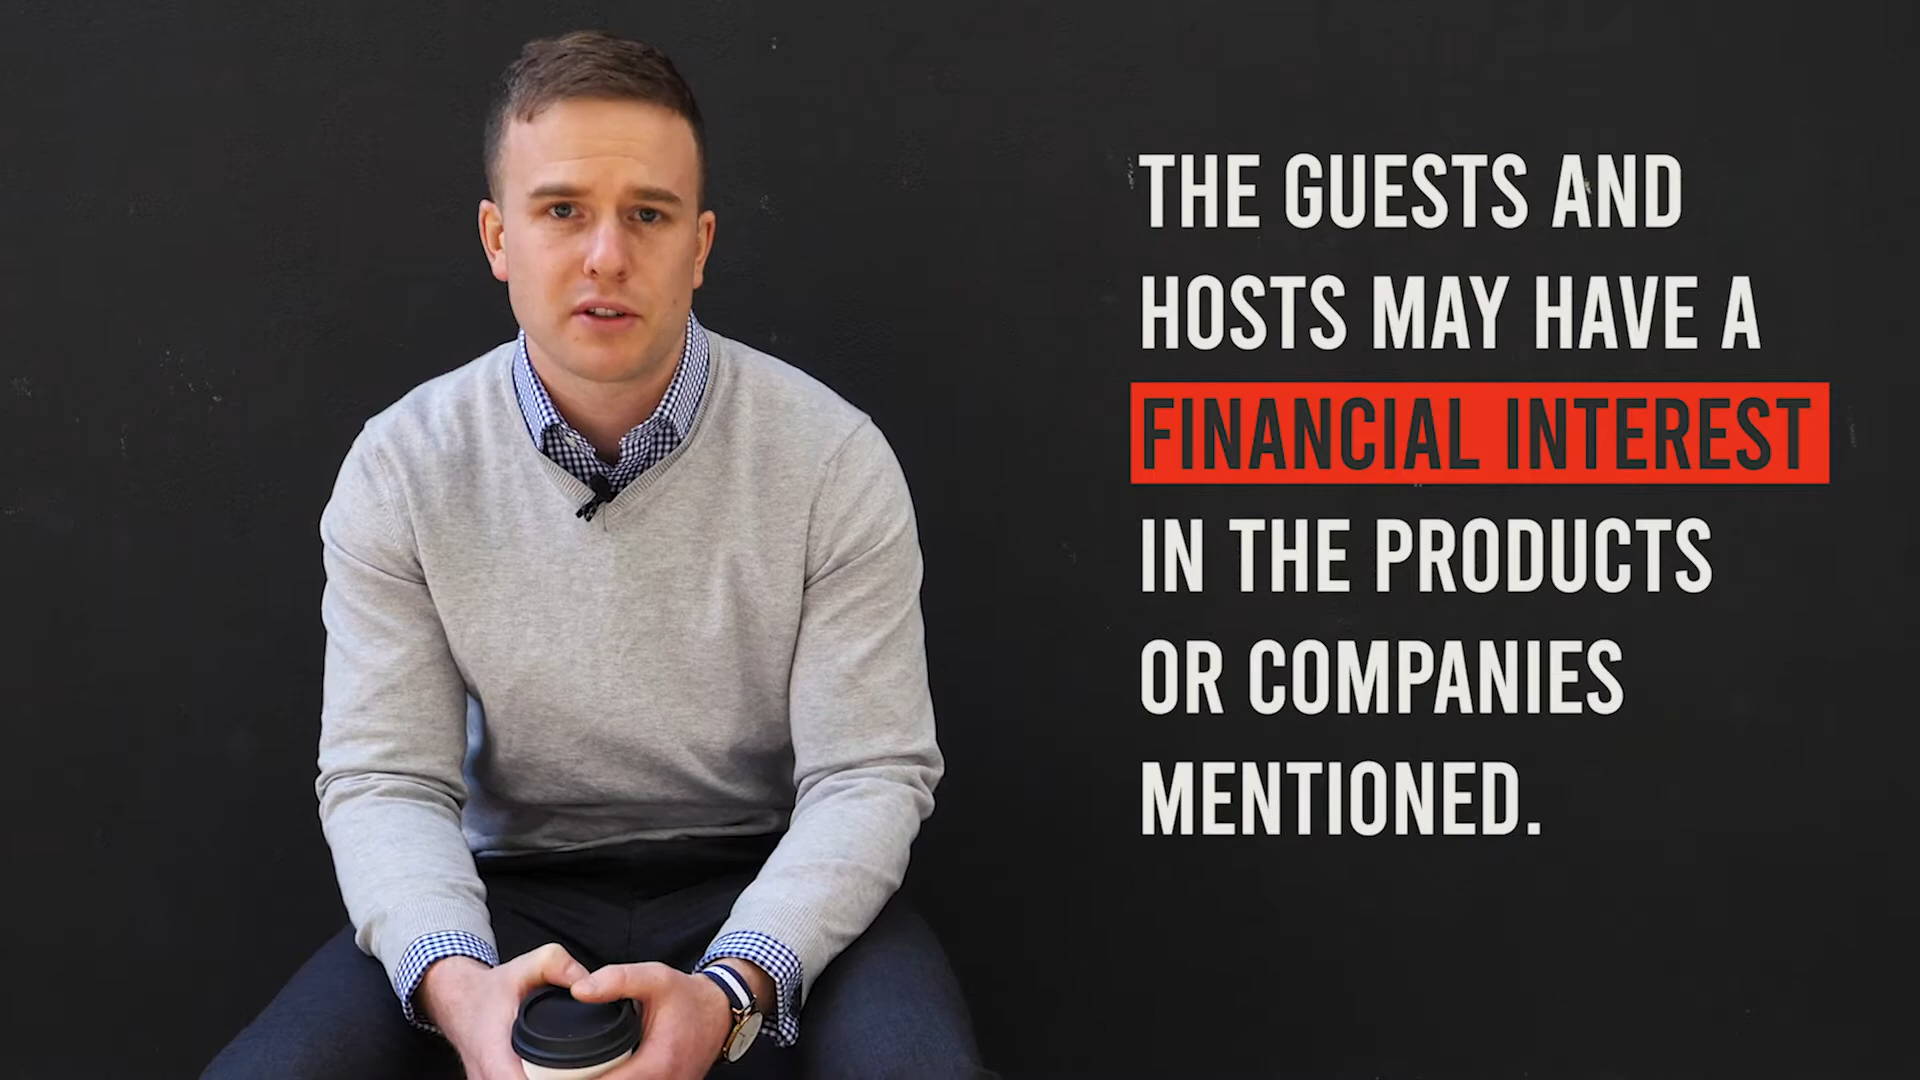 THE GUESTS AND
HOSTS MAY HAVE A
FINANCIAL INTEREST
IN THE PRODUCTS
OR COMPANIES
MENTIONED.